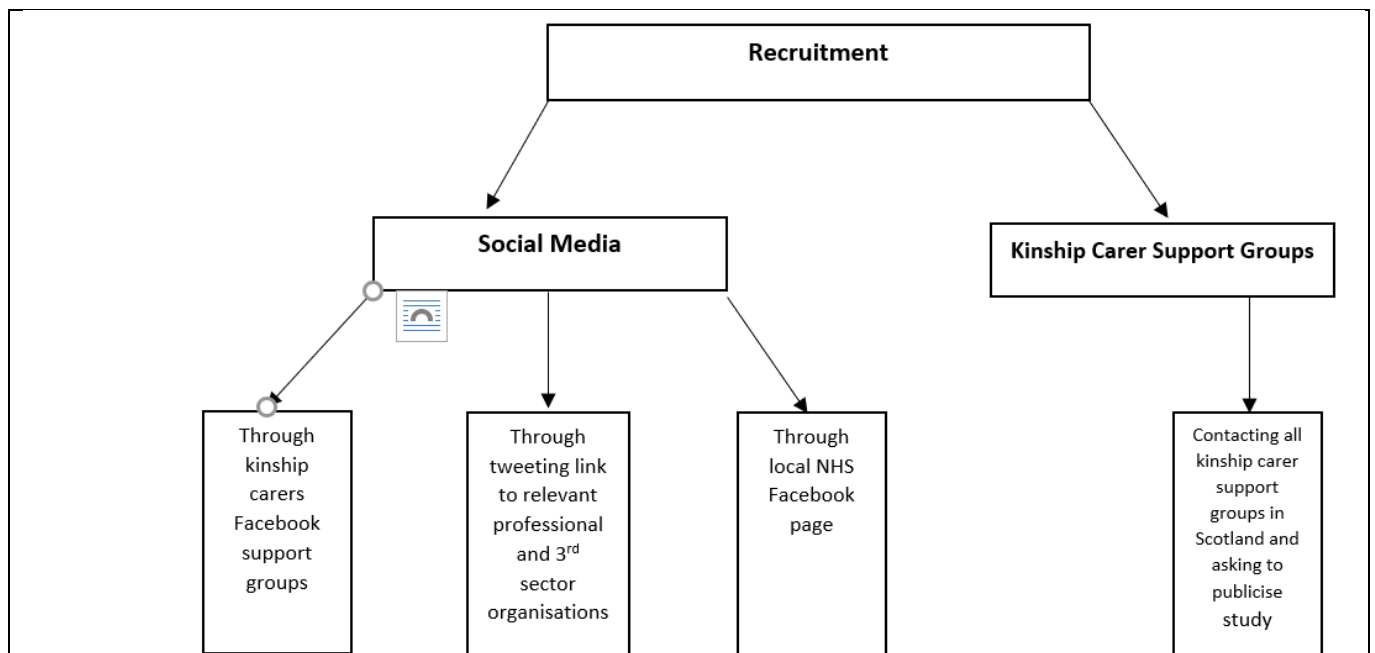 Recruitment
Social Media
Kinship Carer Support Groups
Through
kinship
carers
Facebook
support
groups
Through
tweeting link
to relevant
professional
and 3rd
sector
organisations
Through
local NHS
Facebook
page
Contacting all
kinship carer
support
groups in
Scotland and
asking to
publicise
study